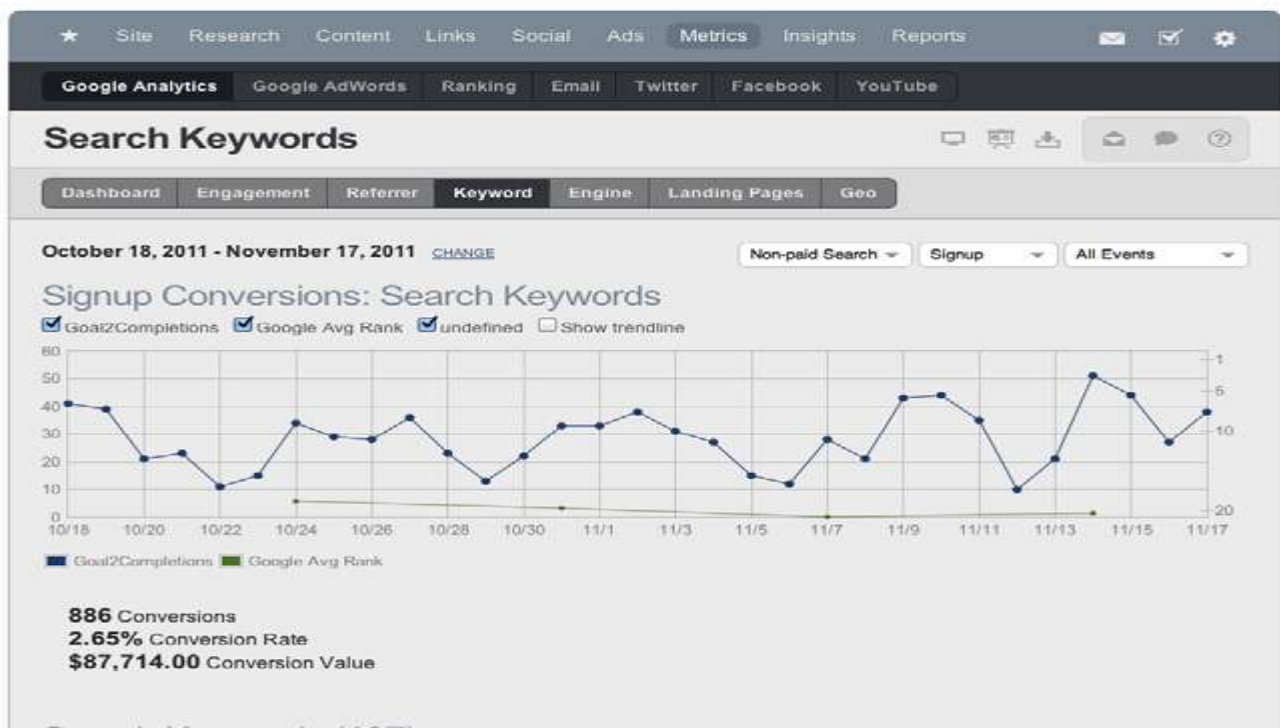 Site Research Content Links Social Ads Metrics Insights Reports
Google Analytics Google AdWords Ranking Email Twitter Facebook YouTube
Search Keywords
Dashboard Engagement Referrer Keyword Engine Landing Pages Geo
October 18, 2011 - November 17, 2011 CHANGE
Non-paid Search Signup All Events
Signup Conversions: Search Keywords
Goal2Completions Google Avg Rank undefined Show trendline
60
50
40
30
20
10
0
1
5
10
20
10/18 10/20 10/22 10/24 10/26 10/28 10/30 11/1 11/3 11/5 11/7 11/9 11/11 11/13 11/15 11/17
Goal2Completions Google Avg Rank
886 Conversions
2.65% Conversion Rate
$87,714.00 Conversion Value